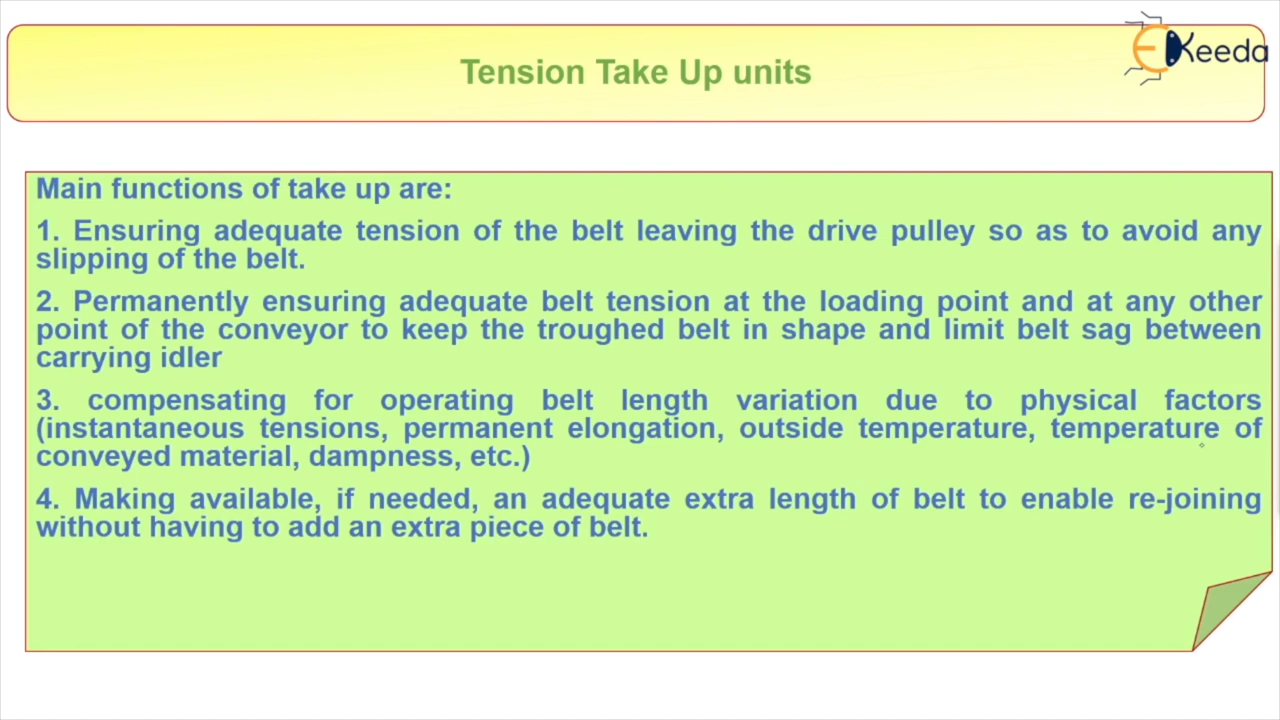 EKeeda
Tension Take Up units
Main functions of take up are:
1. Ensuring adequate tension of the belt leaving the drive pulley so as to avoid any
slipping of the belt.
2. Permanently ensuring adequate belt tension at the loading point and at any other
point of the conveyor to keep the troughed belt in shape and limit belt sag between
carrying idler
3. compensating for operating belt length variation due to physical factors
(instantaneous tensions, permanent elongation, outside temperature, temperature of
conveyed material, dampness, etc.)
4. Making available, if needed, an adequate extra length of belt to enable re-joining
without having to add an extra piece of belt.